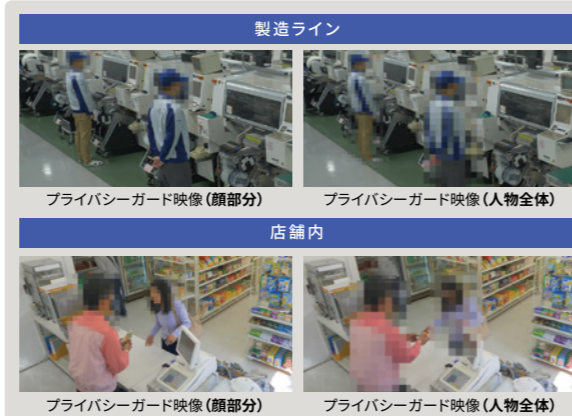 製造ライン
プライバシーガード映像(顔部分)
プライバシーガード映像(人物全体)
店舗内
プライバシーガード映像(顔部分)
プライバシーガード映像(人物全体)